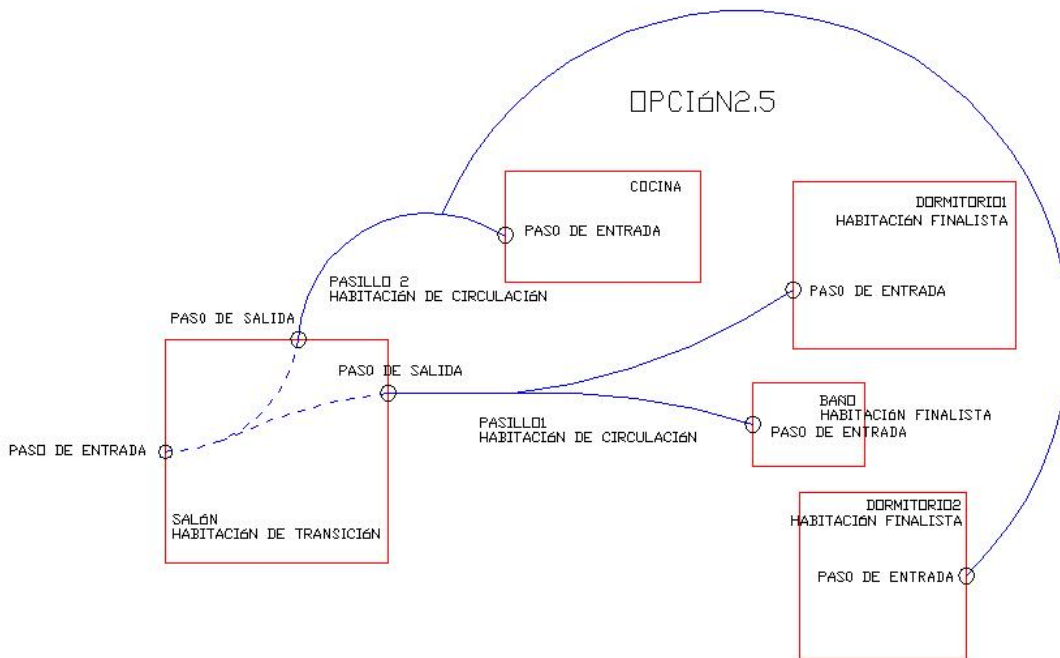 OPCIóN2.5
COCINA
PASO DE ENTRADA
DORMITORIO1
HABITACIóN FINALISTA
PASO DE ENTRADA
PASILLO 2
HABITACIóN DE CIRCULACIóN
PASO DE SALIDA
PASO DE SALIDA
BAÑO
HABITACIóN FINALISTA
PASO DE ENTRADA
PASILLO1
HABITACIóN DE CIRCULACIóN
PASO DE ENTRADA
SALóN
HABITACIóN DE TRANSICIóN
DORMITORIO2
HABITACIóN FINALISTA
PASO DE ENTRADA